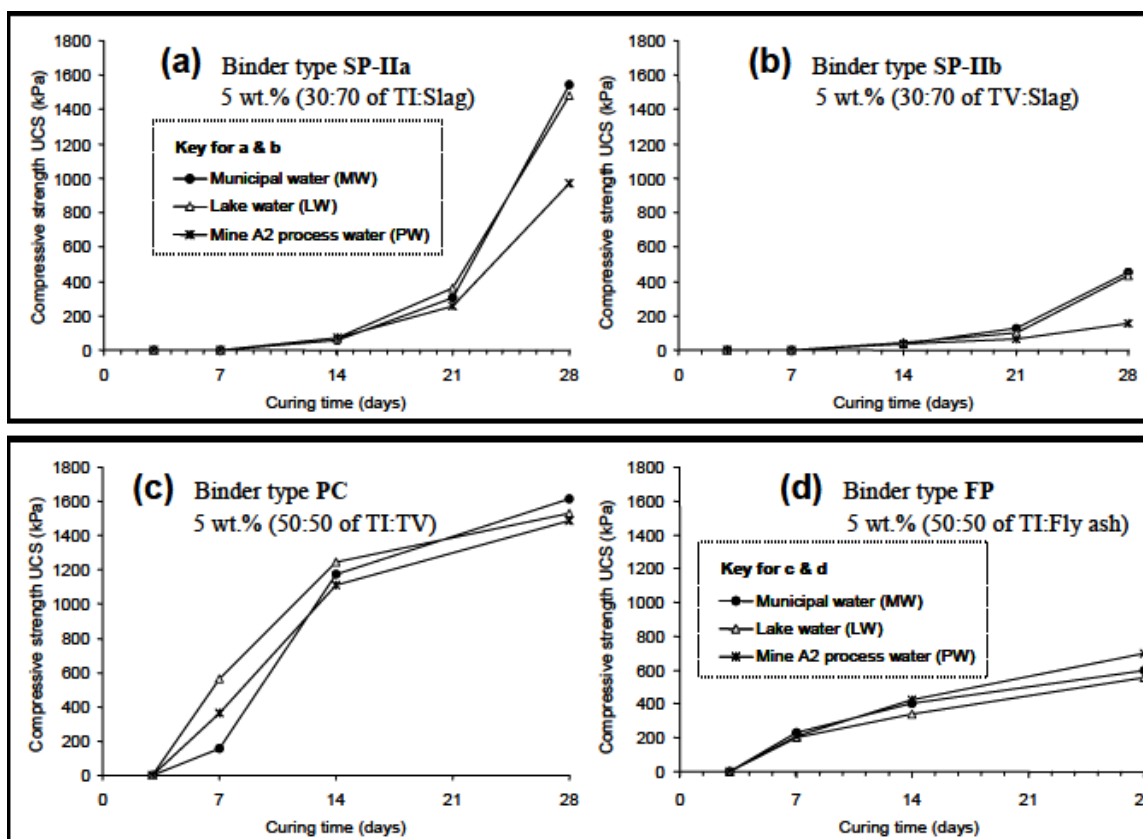 (a) Binder type SP-IIa
5 wt.% (30:70 of TI:Slag)
Key for a & b
Municipal water (MW)
Lake water (LW)
Mine A2 process water (PW)
Compressive strength UCS (kPa)
1800
1600
1400
1200
1000
800
600
400
200
0
0 7 14 21 28
Curing time (days)
(b) Binder type SP-IIb
5 wt.% (30:70 of TV:Slag)
Compressive strength UCS (kPa)
1800
1600
1400
1200
1000
800
600
400
200
0
0 7 14 21 28
Curing time (days)
(c) Binder type PC
5 wt.% (50:50 of TI:TV)
Compressive strength UCS (kPa)
1800
1600
1400
1200
1000
800
600
400
200
0
0 7 14 21 28
Curing time (days)
(d) Binder type FP
5 wt.% (50:50 of TI:Fly ash)
Key for c & d
Municipal water (MW)
Lake water (LW)
Mine A2 process water (PW)
Compressive strength UCS (kPa)
1800
1600
1400
1200
1000
800
600
400
200
0
0 7 14 21
Curing time (days)